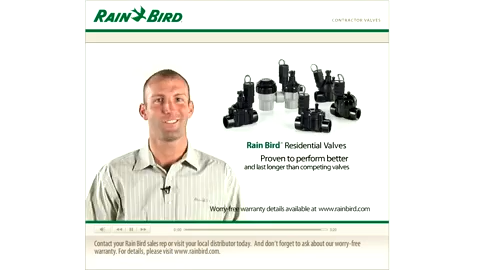 RAIN BIRD
CONTRACTOR VALVES
Rain Bird® Residential Valves
Proven to perform better
and last longer than competing valves
Worry-free warranty details available at www.rainbird.com
Contact your Rain Bird sales rep or visit your local distributor today. And don't forget to ask about our worry-free
warranty. For details, please visit www.rainbird.com.